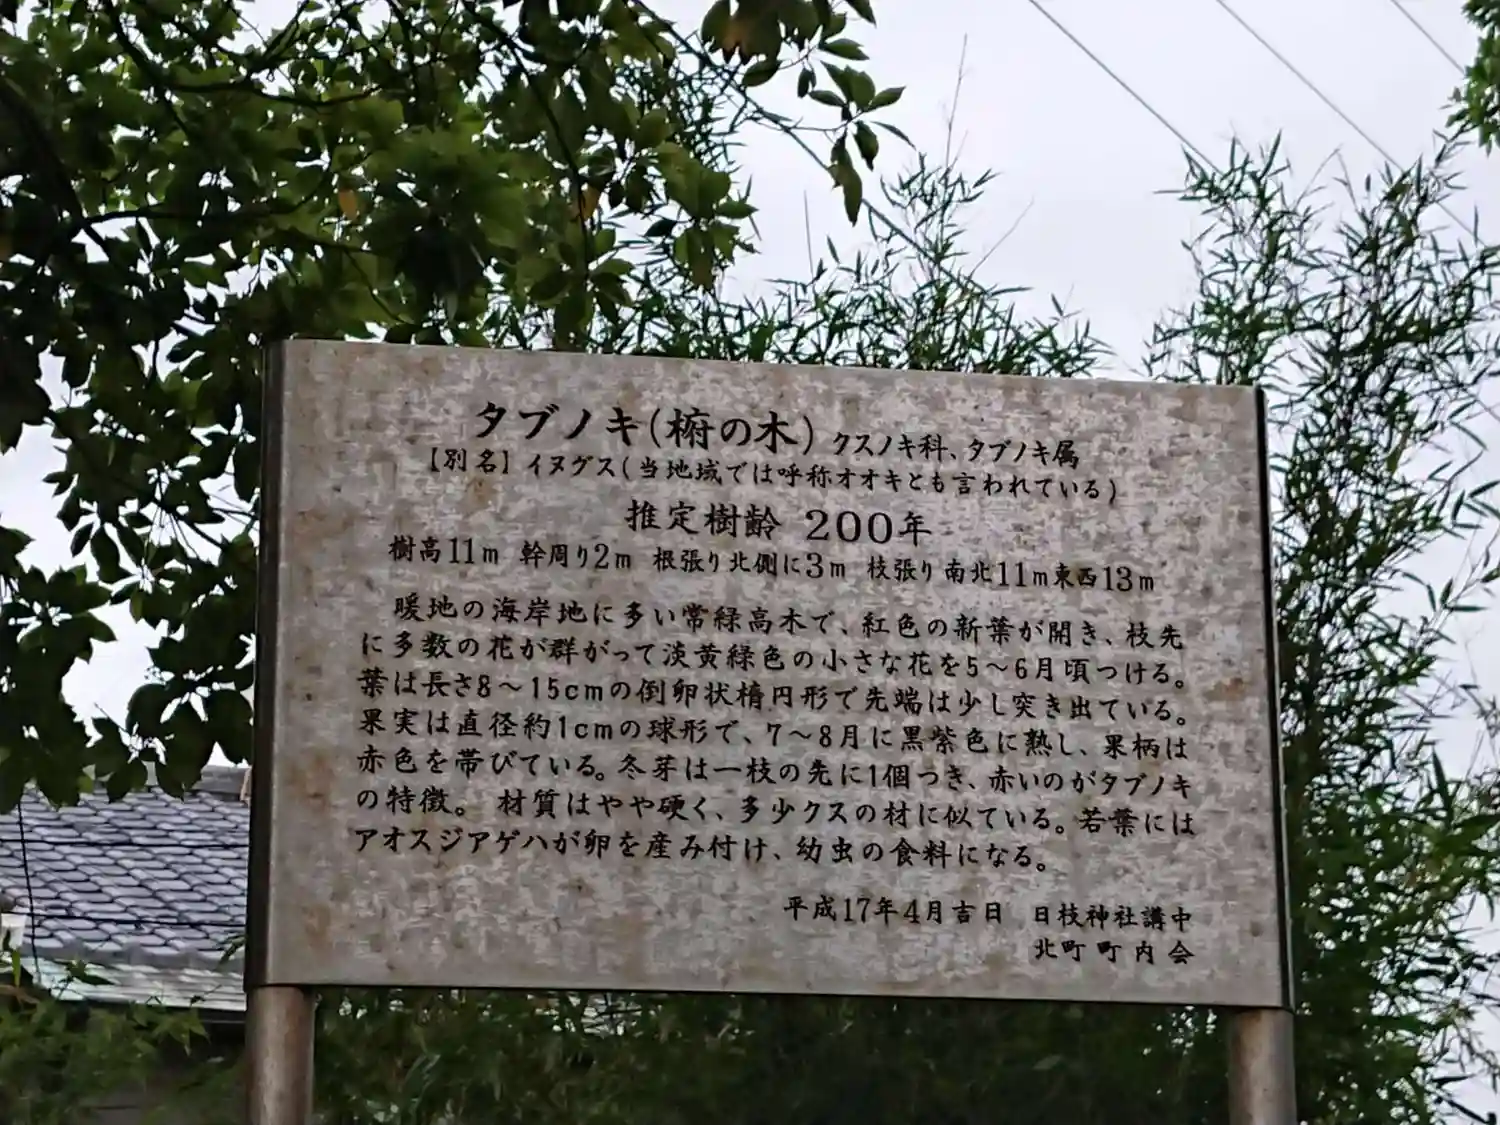 タブノキ(椨の木) クスノキ科、タブノキ属
【別名】イヌグス(当地域では呼称オオキとも言われている)
推定樹齢 200年
樹高11m 幹周り2m 根張り北側に3m 枝張り南北11m東西13m
暖地の海岸地に多い常緑高木で、紅色の新葉が開き、枝先
に多数の花が群がって淡黄緑色の小さな花を5～6月頃つける。
葉は長さ8～15cmの倒卵状楕円形で先端は少し突き出ている。
果実は直径約1cmの球形で、7～8月に黒紫色に熟し、果柄は
赤色を帯びている。冬芽は一枝の先に1個つき、赤いのがタブノキ
の特徴。 材質はやや硬く、多少クスの材に似ている。若葉には
アオスジアゲハが卵を産み付け、幼虫の食料になる。
平成17年4月吉日 日枝神社講中
北町町内会